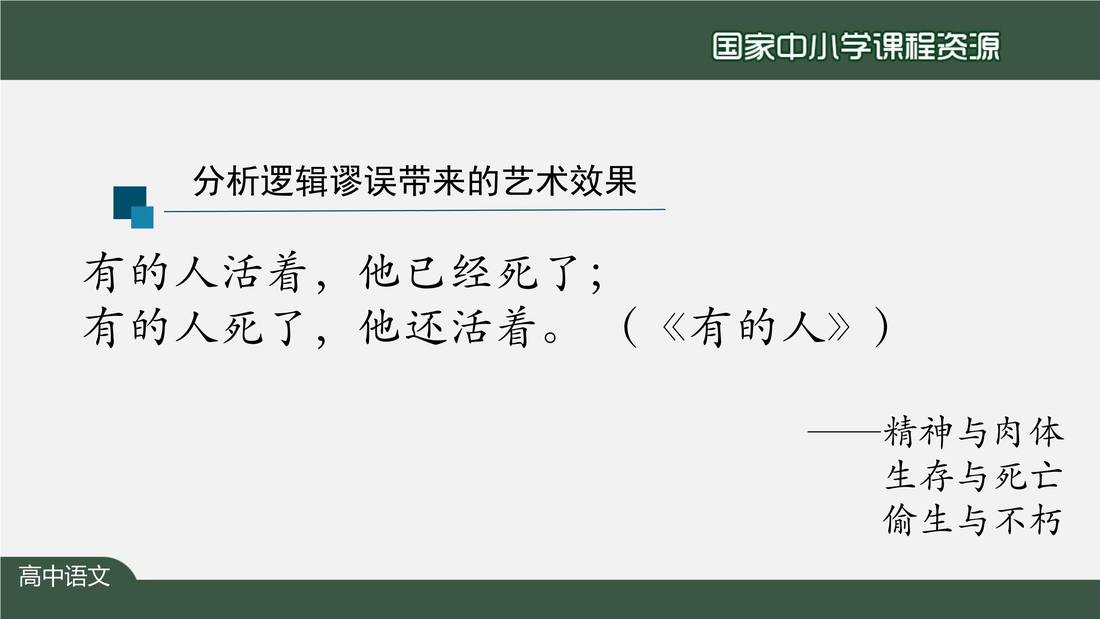 国家中小学课程资源
分析逻辑谬误带来的艺术效果
有的人活着，他已经死了；
有的人死了，他还活着。（《有的人》）
——精神与肉体
生存与死亡
偷生与不朽
高中语文